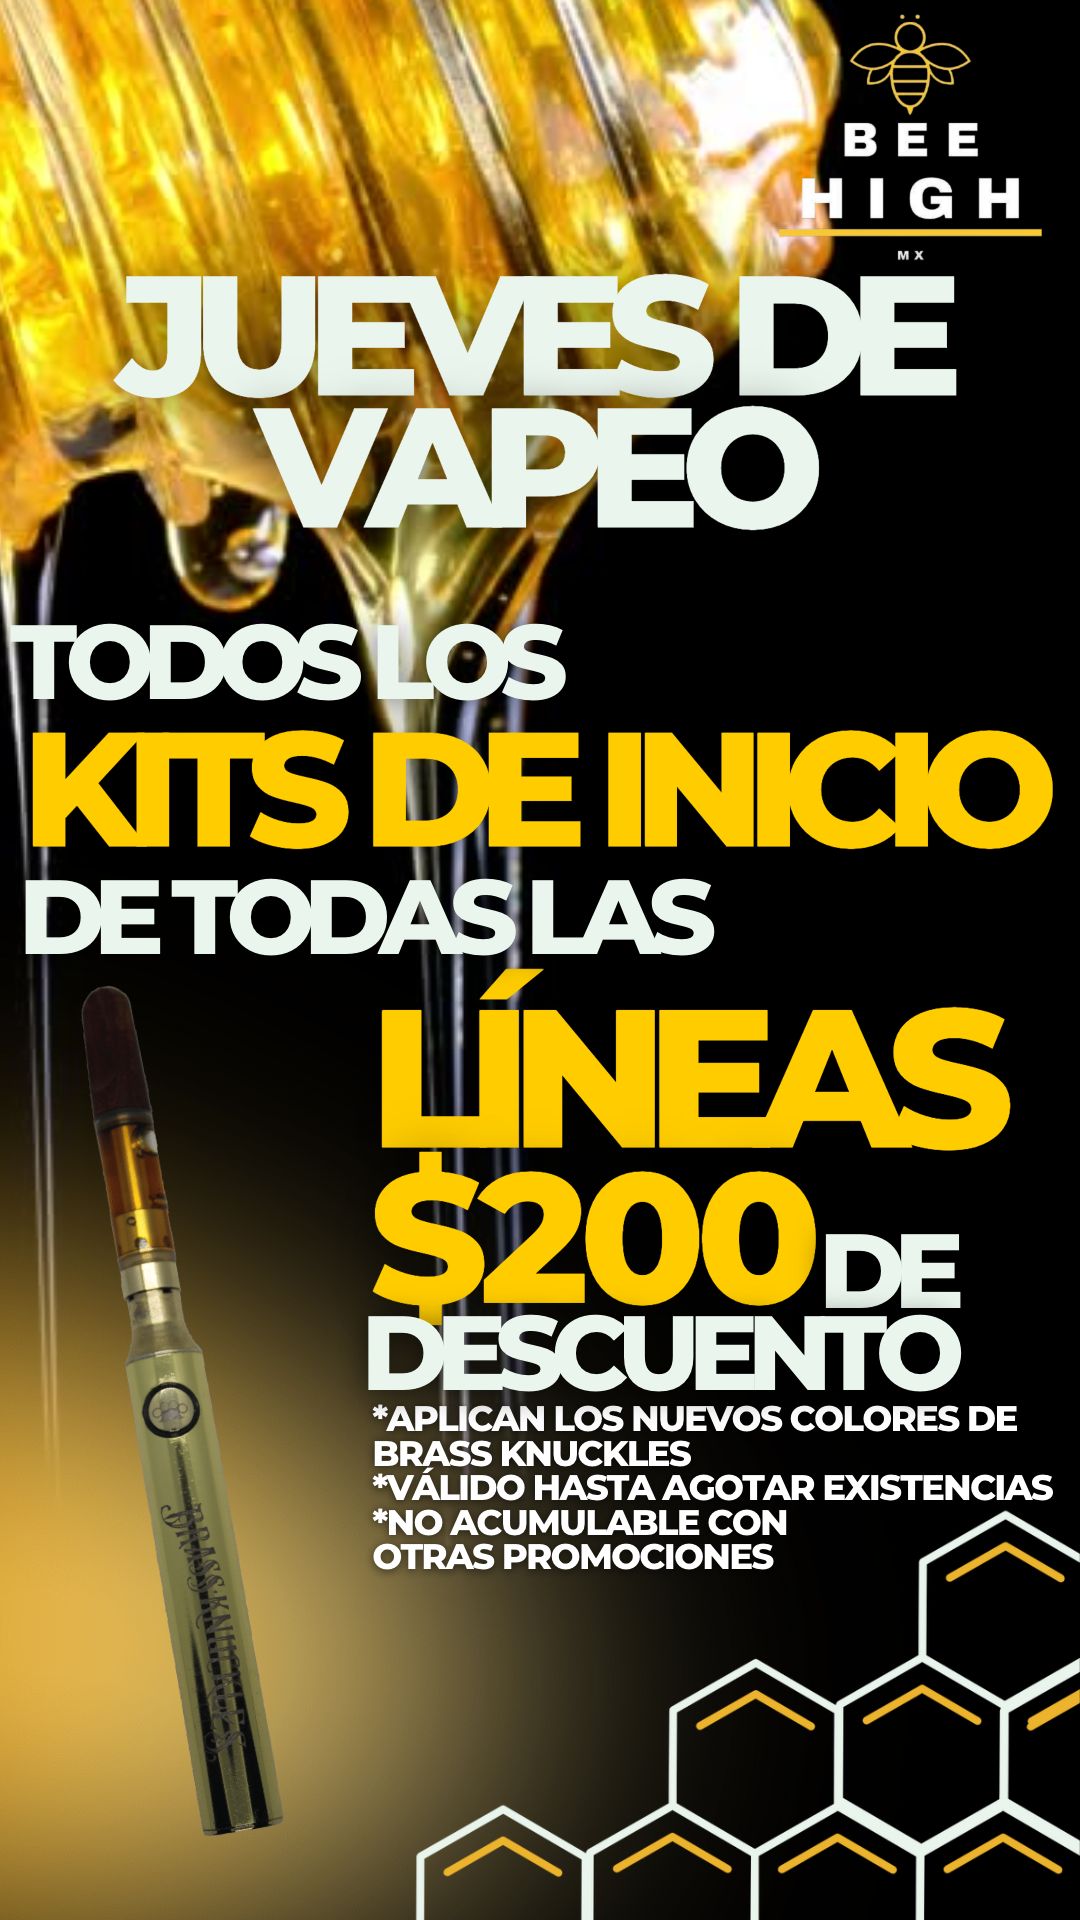 BEE
HIGH
MX
JUEVES DE
VAPEO
TODOS LOS
KITS DE INICIO
DE TODAS LAS
LÍNEAS
$200 DE
DESCUENTO
*APLICAN LOS NUEVOS COLORES DE
BRASS KNUCKLES
*VÁLIDO HASTA AGOTAR EXISTENCIAS
*NO ACUMULABLE CON
OTRAS PROMOCIONES
BRASS KNUCKLES